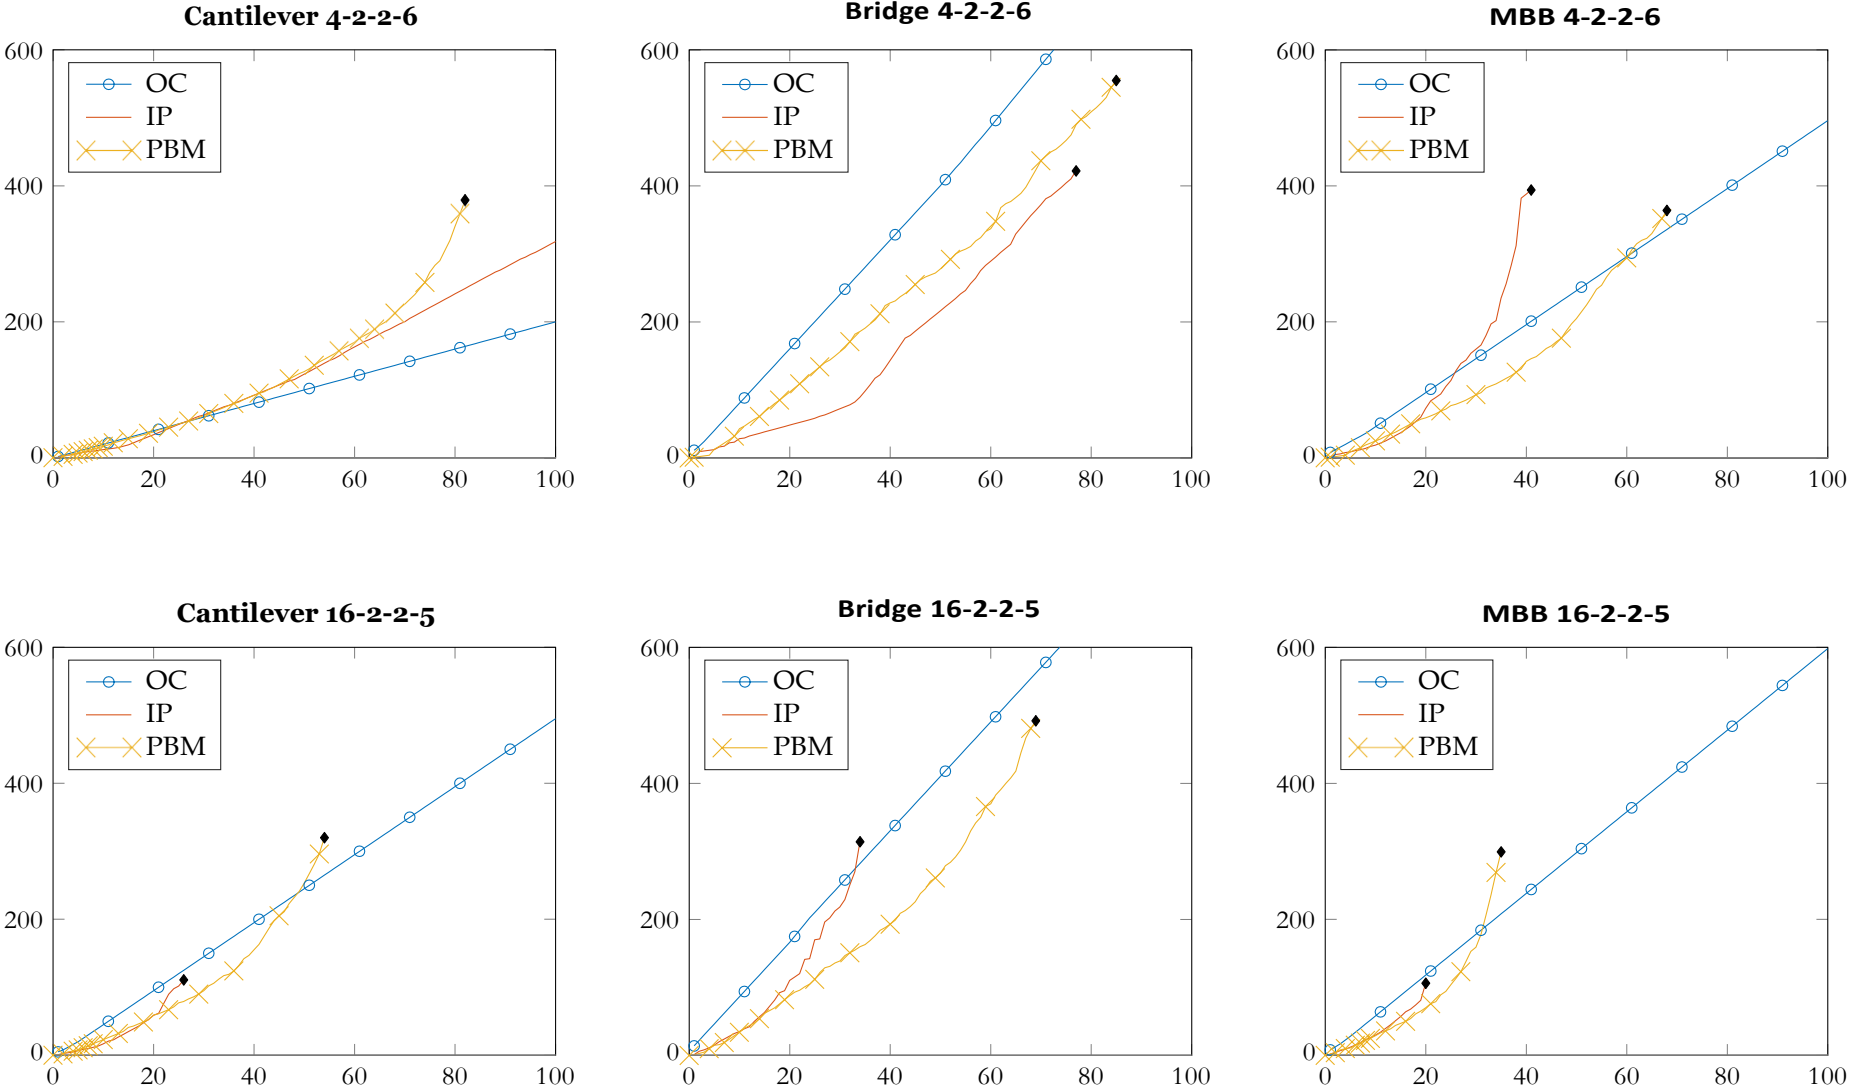 Cantilever 4-2-2-6
Bridge 4-2-2-6
MBB 4-2-2-6
600
400
200
0
0 20 40 60 80 100
OC
IP
PBM
600
400
200
0
0 20 40 60 80 100
OC
IP
PBM
600
400
200
0
0 20 40 60 80 100
OC
IP
PBM
Cantilever 16-2-2-5
Bridge 16-2-2-5
MBB 16-2-2-5
600
400
200
0
0 20 40 60 80 100
OC
IP
PBM
600
400
200
0
0 20 40 60 80 100
OC
IP
PBM
600
400
200
0
0 20 40 60 80 100
OC
IP
PBM